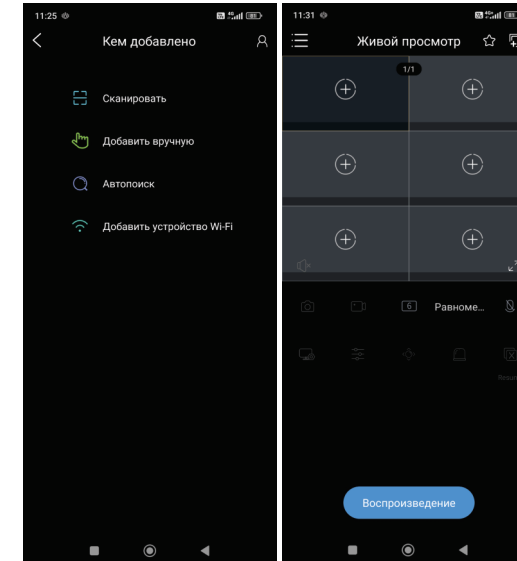 11:25
Кем добавлено
Сканировать
Добавить вручную
Автопоиск
Добавить устройство Wi-Fi
11:31
Живой просмотр
1/1
6 Равноме...
Воспроизведение